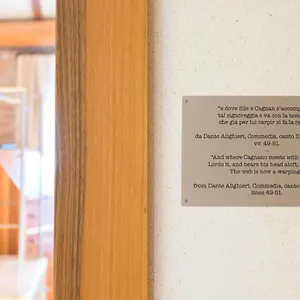 "e dove Sile e Cagnan s'accomp
tal signoreggia e va con la testa
che già per lui carpir si fa la ra
da Dante Alighieri, Commedia, canto
vv. 49-51.
"And where Cagnano meets with
Lords it, and bears his head aloft,
The web is now a-warping
from Dante Alighieri, Commedia, canto
lines 49-51.